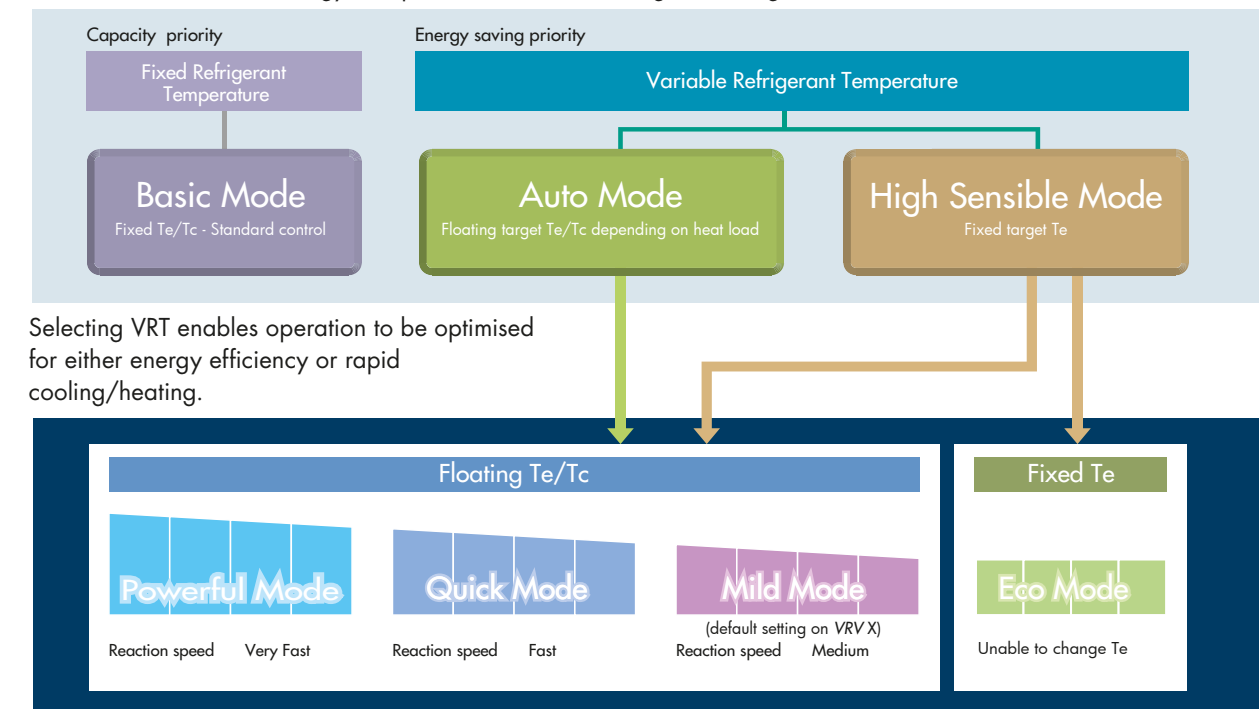 Capacity priority
Energy saving priority
Fixed Refrigerant
Temperature
Variable Refrigerant Temperature
Basic Mode
Fixed Te/Tc - Standard control
Auto Mode
Floating target Te/Tc depending on heat load
High Sensible Mode
Fixed target Te
Selecting VRT enables operation to be optimised
for either energy efficiency or rapid
cooling/heating.
Floating Te/Tc
Fixed Te
Powerful Mode
Quick Mode
Mild Mode
Eco Mode
(default setting on VRV X)
Reaction speed Very Fast
Reaction speed Fast
Reaction speed Medium
Unable to change Te